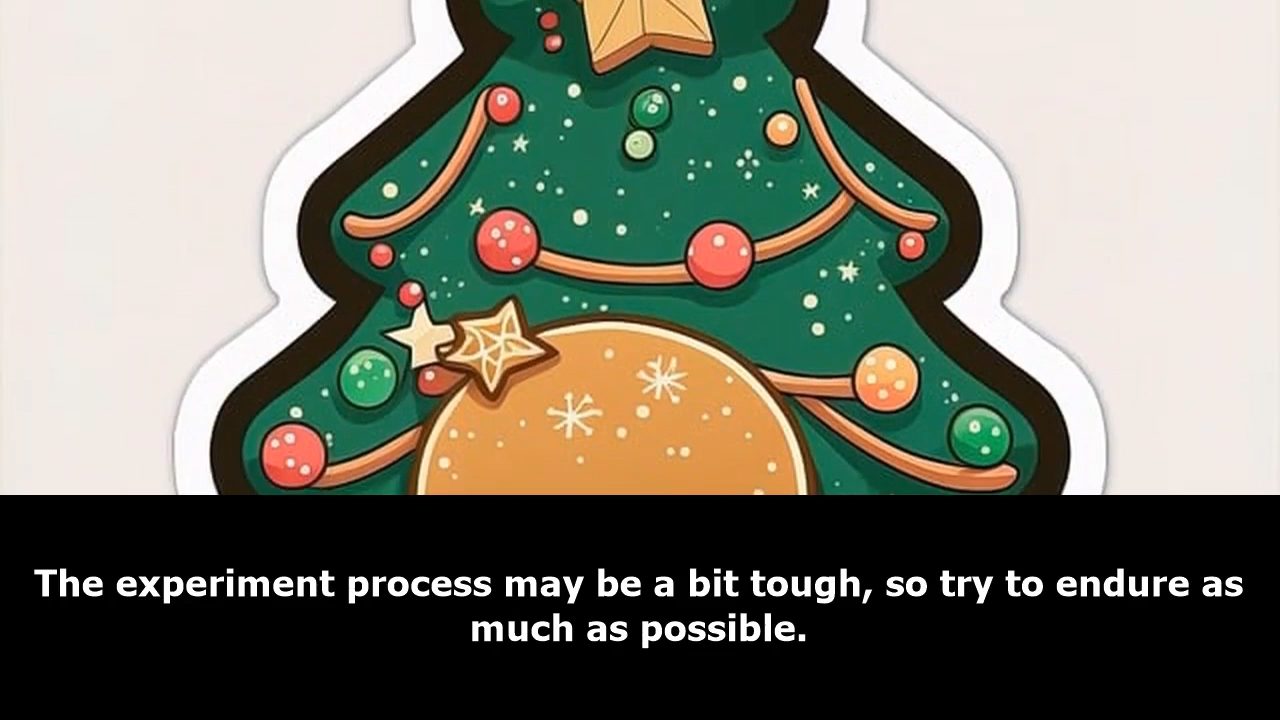 The experiment process may be a bit tough, so try to endure as
much as possible.